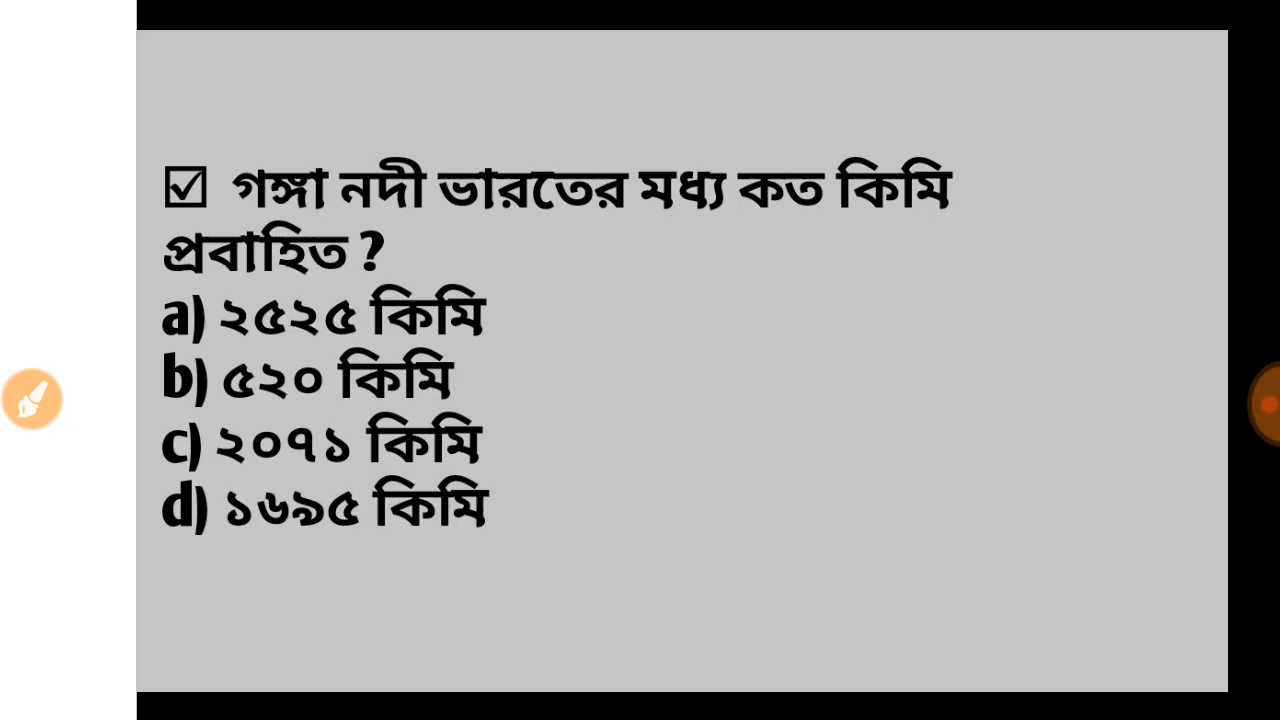 ☑ গঙ্গা নদী ভারতের মধ্য কত কিমি
প্রবাহিত ?
a) ২৫২৫ কিমি
b) ৫২০ কিমি
c) ২০৭১ কিমি
d) ১৬৯৫ কিমি